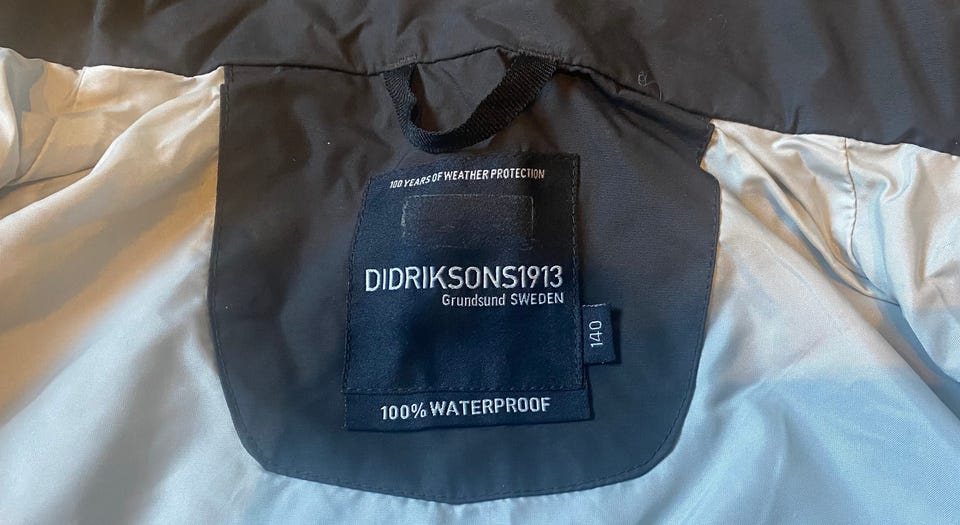 100 YEARS OF WEATHER PROTECTION
DIDRIKSONS1913
Grundsund SWEDEN
140
100% WATERPROOF